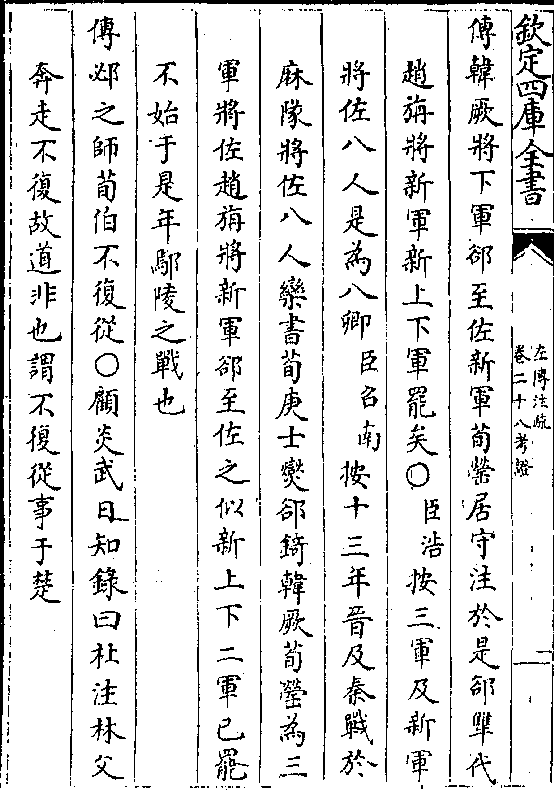 欽定四庫全書
左傳注疏
卷二十八考證
二
傳韓厥將下軍郤至佐新軍荀罃居守注於是郤犨代
趙旃將新軍新上下軍罷矣○臣浩按三軍及新軍
將佐八人是為八卿臣召南按十三年晉及秦戰於
麻隧將佐八人欒書荀庚士燮郤錡韓厥荀罃為三
軍將佐趙旃將新軍郤至佐之似新上下二軍已罷
不始于是年鄢陵之戰也
傳邲之師荀伯不復從○顧炎武日知錄曰杜注林父
奔走不復故道非也謂不復從事于楚